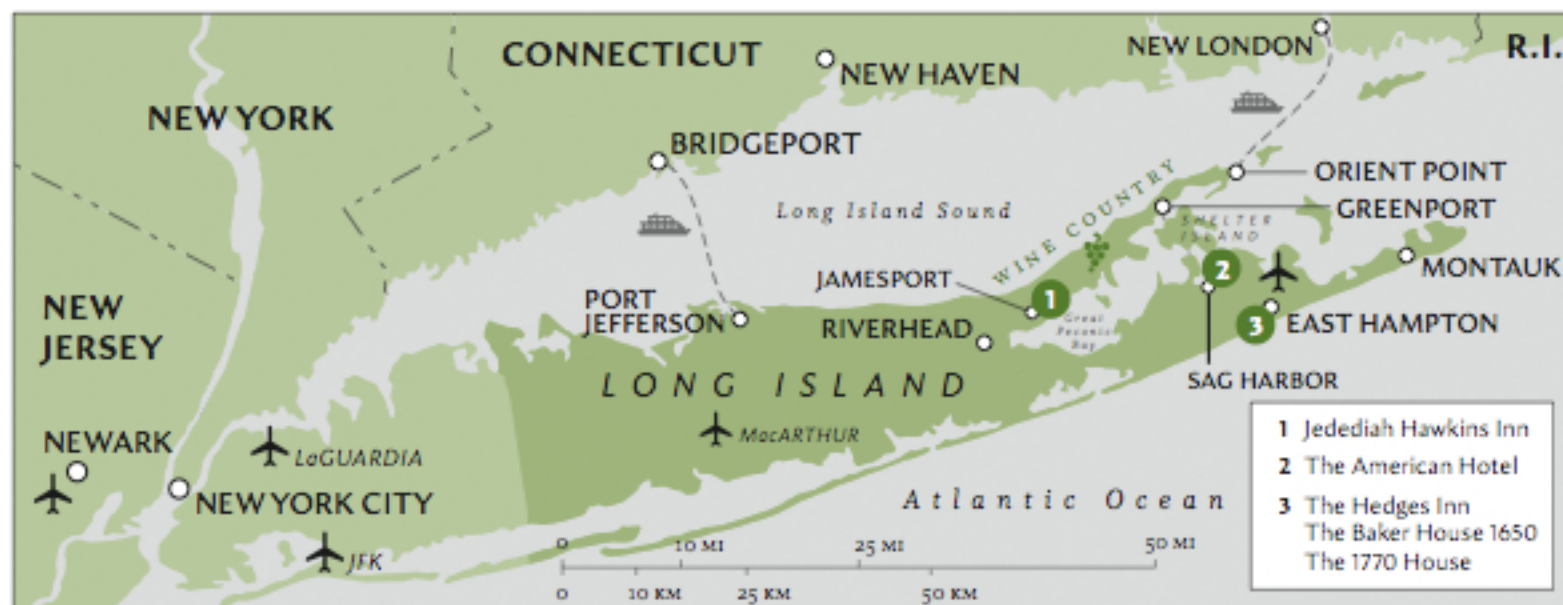 CONNECTICUT
NEW LONDON
R.I.
NEW HAVEN
NEW YORK
BRIDGEPORT
ORIENT POINT
WINE COUNTRY
Long Island Sound
GREENPORT
SHELTER
ISLAND
MONTAUK
JAMESPORT
1
2
NEW
JERSEY
PORT
JEFFERSON
RIVERHEAD
Great
Peconic
Bay
3
EAST HAMPTON
LONG ISLAND
SAG HARBOR
NEWARK
LaGUARDIA
MacARTHUR
NEW YORK CITY
Atlantic Ocean
JFK
0 10 MI 25 MI 50 MI
0 10 KM 25 KM 50 KM
1 Jedediah Hawkins Inn
2 The American Hotel
3 The Hedges Inn
The Baker House 1650
The 1770 House